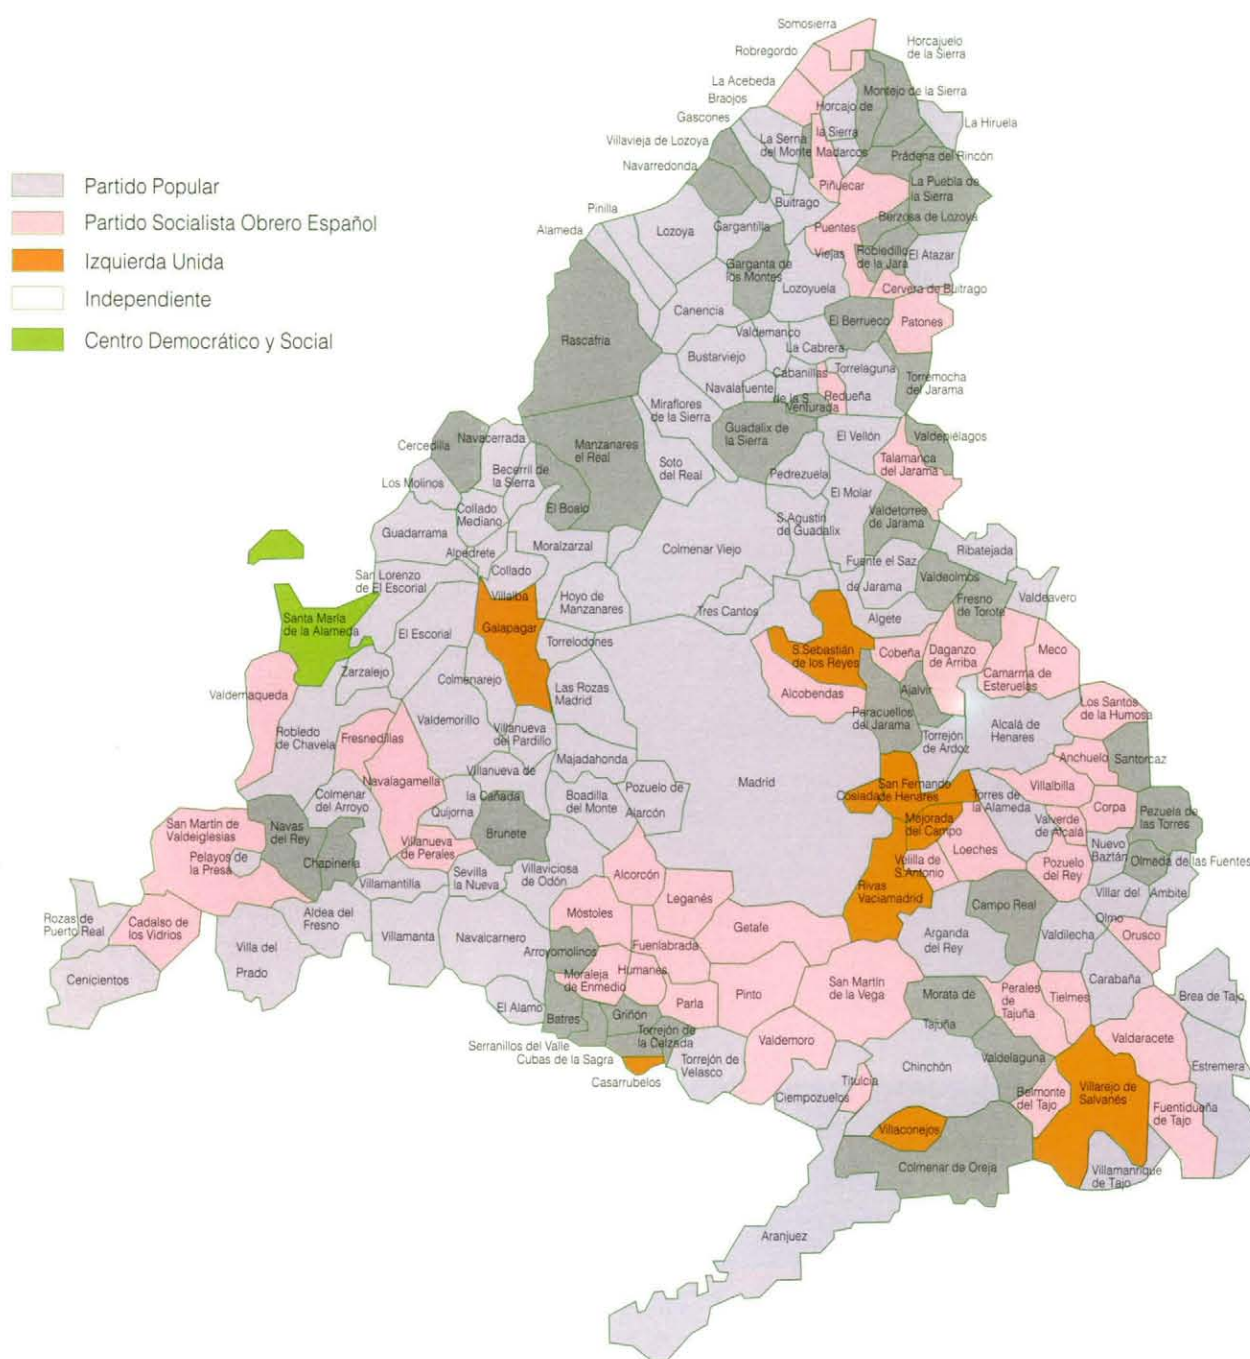 Partido Popular
Partido Socialista Obrero Español
Izquierda Unida
Independiente
Centro Democrático y Social
Somosierra
Robregordo
Horcajuelo
de la Sierra
La Acebeda
Braojos
Montejo de la Sierra
Horcajo de
la Sierra
Gascones
La Hiruela
Villavieja de Lozoya
La Serna
del Monte
Madarcos
Navarredonda
Prádena del Rincón
Piñuecar
La Puebla de
la Sierra
Pinilla
Buitrago
Berzosa de Lozoya
Alameda
Lozoya
Gargantilla
Puentes
Viejas
Robledillo
de la Jara
El Atazar
Garganta de
los Montes
Lozoyuela
Cervera de Buitrago
Canencia
El Berrueco
Patones
Rascafria
Valdemanco
La Cabrera
Bustarviejo
Cabanillas
de la S.
Torrelaguna
Torremocha
del Jarama
Navalafuente
Redueña
Venturada
Miraflores
de la Sierra
Guadalix de
la Sierra
El Vellón
Valdepiélagos
Cercedilla
Navacerrada
Manzanares
el Real
Talamanca
del Jarama
Soto
del Real
Becerril de
la Sierra
Pedrezuela
Los Molinos
El Molar
El Boalo
Collado
Mediano
Valdetorres
de Jarama
S.Agustín
de Guadalix
Guadarrama
Moralzarzal
Colmenar Viejo
Alpedrete
Ribatejada
Fuente el Saz
de Jarama
Collado
Villalba
San Lorenzo
de El Escorial
Valdeolmos
Hoyo de
Manzanares
Fresno
de Torote
Valdeavero
Tres Cantos
Algete
Santa María
de la Alameda
El Escorial
Galapagar
Torrelodones
S.Sebastián
de los Reyes
Cobeña
Daganzo
de Arriba
Meco
Zarzalejo
Colmenarejo
Camarma de
Esteruelas
Valdemaqueda
Las Rozas
Madrid
Alcobendas
Ajalvir
Los Santos
de la Humosa
Valdemorillo
Paracuellos
del Jarama
Robledo
de Chavela
Fresnedillas
Villanueva
del Pardillo
Torrejón
de Ardoz
Alcalá de
Henares
Anchuelo
Santorcaz
Majadahonda
Navalagamella
Villanueva de
la Cañada
Madrid
San Fernando
de Henares
Coslada
Villalbilla
Colmenar
del Arroyo
Boadilla
del Monte
Pozuelo de
Alarcón
Torres de
la Alameda
Corpa
Pezuela de
las Torres
Quijorna
Mejorada
del Campo
Valverde
de Alcalá
San Martín de
Valdeiglesias
Navas
del Rey
Brunete
Villanueva
de Perales
Nuevo
Baztán
Loeches
Pelayos de
la Presa
Chapinería
Velilla de
S.Antonio
Pozuelo
del Rey
Olmeda de las Fuentes
Sevilla
la Nueva
Villaviciosa
de Odón
Alcorcón
Villamantilla
Rivas
Vaciamadrid
Villar del
Olmo
Ambite
Leganés
Campo Real
Rozas de
Puerto Real
Cadalso de
los Vidrios
Aldea del
Fresno
Móstoles
Getafe
Orusco
Villamanta
Navalcarnero
Arganda
del Rey
Valdilecha
Villa del
Prado
Fuenlabrada
Arroyomolinos
Cenicientos
Moraleja
de Enmedio
Humanes
San Martín
de la Vega
Perales
de
Tajuña
Tielmes
Carabaña
Brea de Tajo
Pinto
Parla
Morata de
Tajuña
El Alamo
Batres
Griñón
Valdaracete
Serranillos del Valle
Torrejón de
la Calzada
Valdemoro
Cubas de la Sagra
Torrejón de
Velasco
Valdelaguna
Chinchón
Estremera
Casarrubelos
Titulcia
Ciempozuelos
Belmonte
del Tajo
Villarejo de
Salvanés
Fuentidueña
de Tajo
Villaconejos
Colmenar de Oreja
Villamanrique
de Tajo
Aranjuez